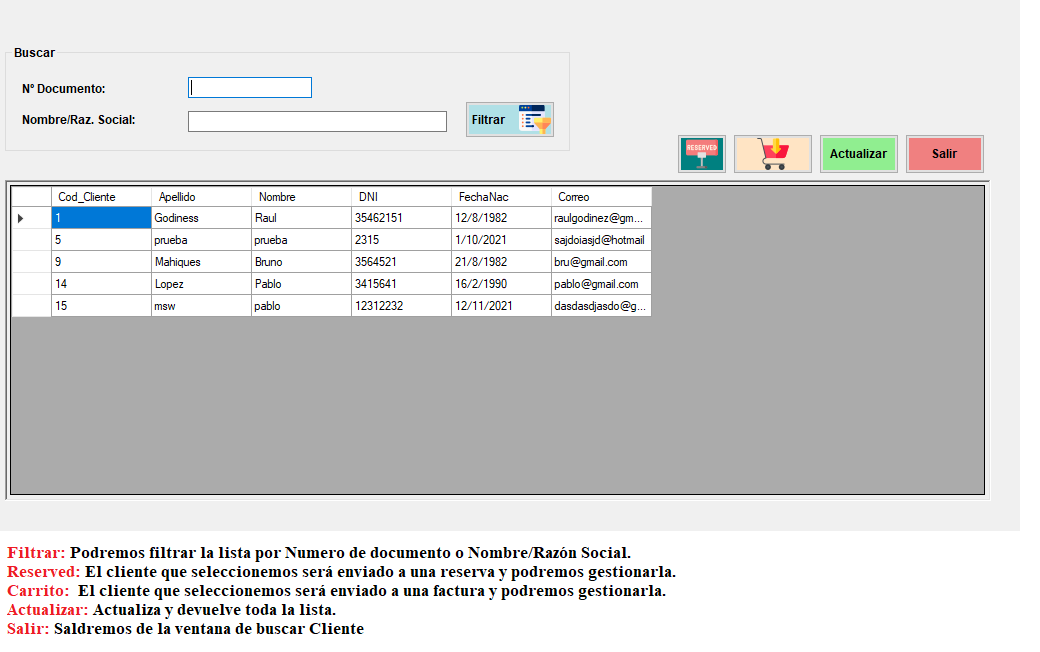 Buscar
Nº Documento:
Nombre/Raz. Social:
Filtrar
RESERVED
Actualizar
Salir
Cod_Cliente Apellido Nombre DNI FechaNac Correo
1 Godiness Raul 35462151 12/8/1982 raulgodinez@gm...
5 prueba prueba 2315 1/10/2021 sajdoiasjd@hotmail
9 Mahiques Bruno 3564521 21/8/1982 bru@gmail.com
14 Lopez Pablo 3415641 16/2/1990 pablo@gmail.com
15 msw pablo 12312232 12/11/2021 dasdasdjasdo@g...
Filtrar: Podremos filtrar la lista por Numero de documento o Nombre/Razón Social.
Reserved: El cliente que seleccionemos será enviado a una reserva y podremos gestionarla.
Carrito: El cliente que seleccionemos será enviado a una factura y podremos gestionarla.
Actualizar: Actualiza y devuelve toda la lista.
Salir: Saldremos de la ventana de buscar Cliente